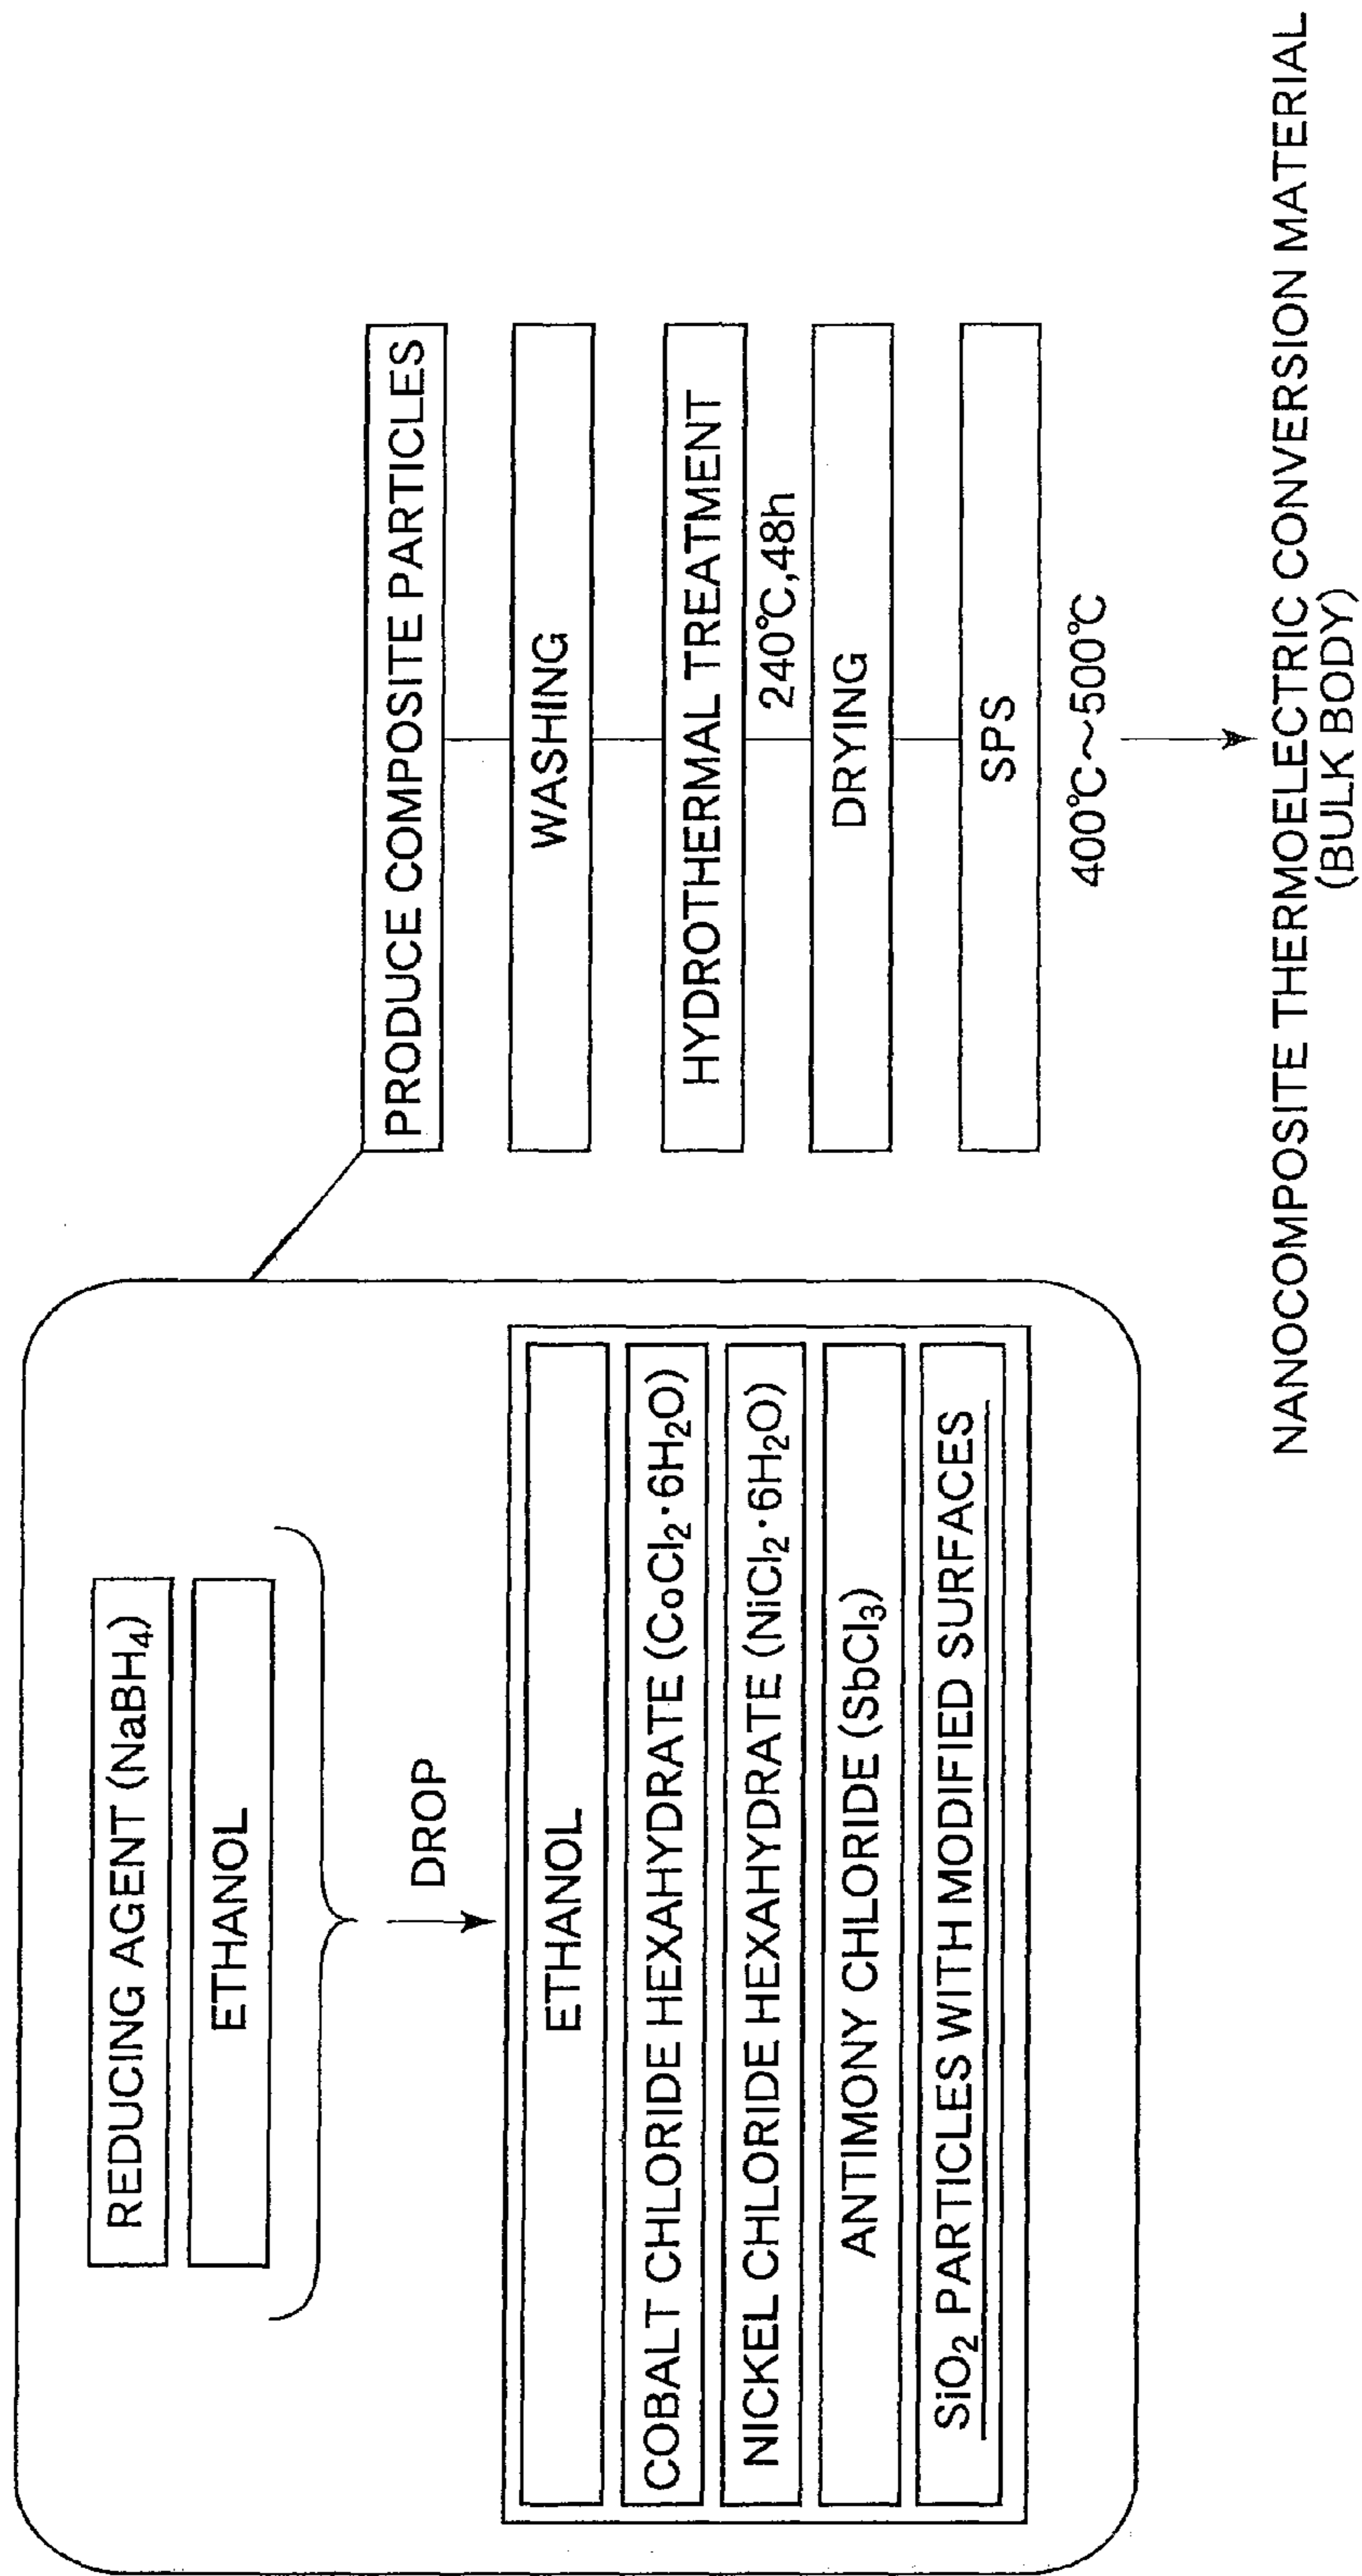 REDUCING AGENT (NaBH₄)
ETHANOL
DROP
ETHANOL
COBALT CHLORIDE HEXAHYDRATE (CoCl₂・6H₂O)
NICKEL CHLORIDE HEXAHYDRATE (NiCl₂・6H₂O)
ANTIMONY CHLORIDE (SbCl₃)
SiO₂ PARTICLES WITH MODIFIED SURFACES
PRODUCE COMPOSITE PARTICLES
WASHING
HYDROTHERMAL TREATMENT
240℃,48h
DRYING
SPS
400℃～500℃
NANOCOMPOSITE THERMOELECTRIC CONVERSION MATERIAL
(BULK BODY)